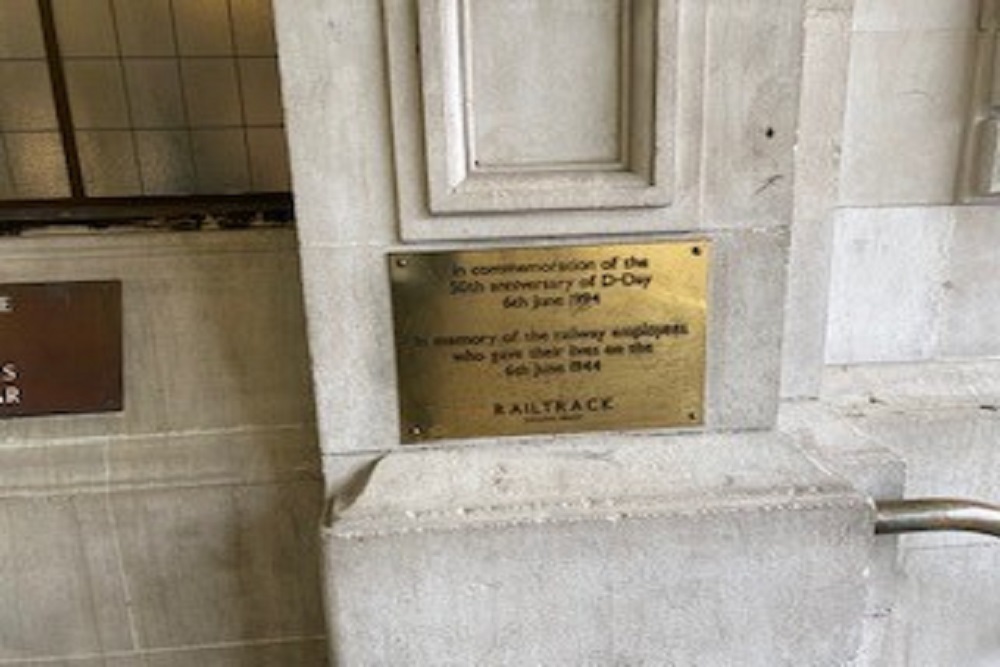 E
S
AR
In commemoration of the
50th anniversary of D-Day
6th June 1994
In memory of the railway employees
who gave their lives on the
6th June 1944
RAILTRACK